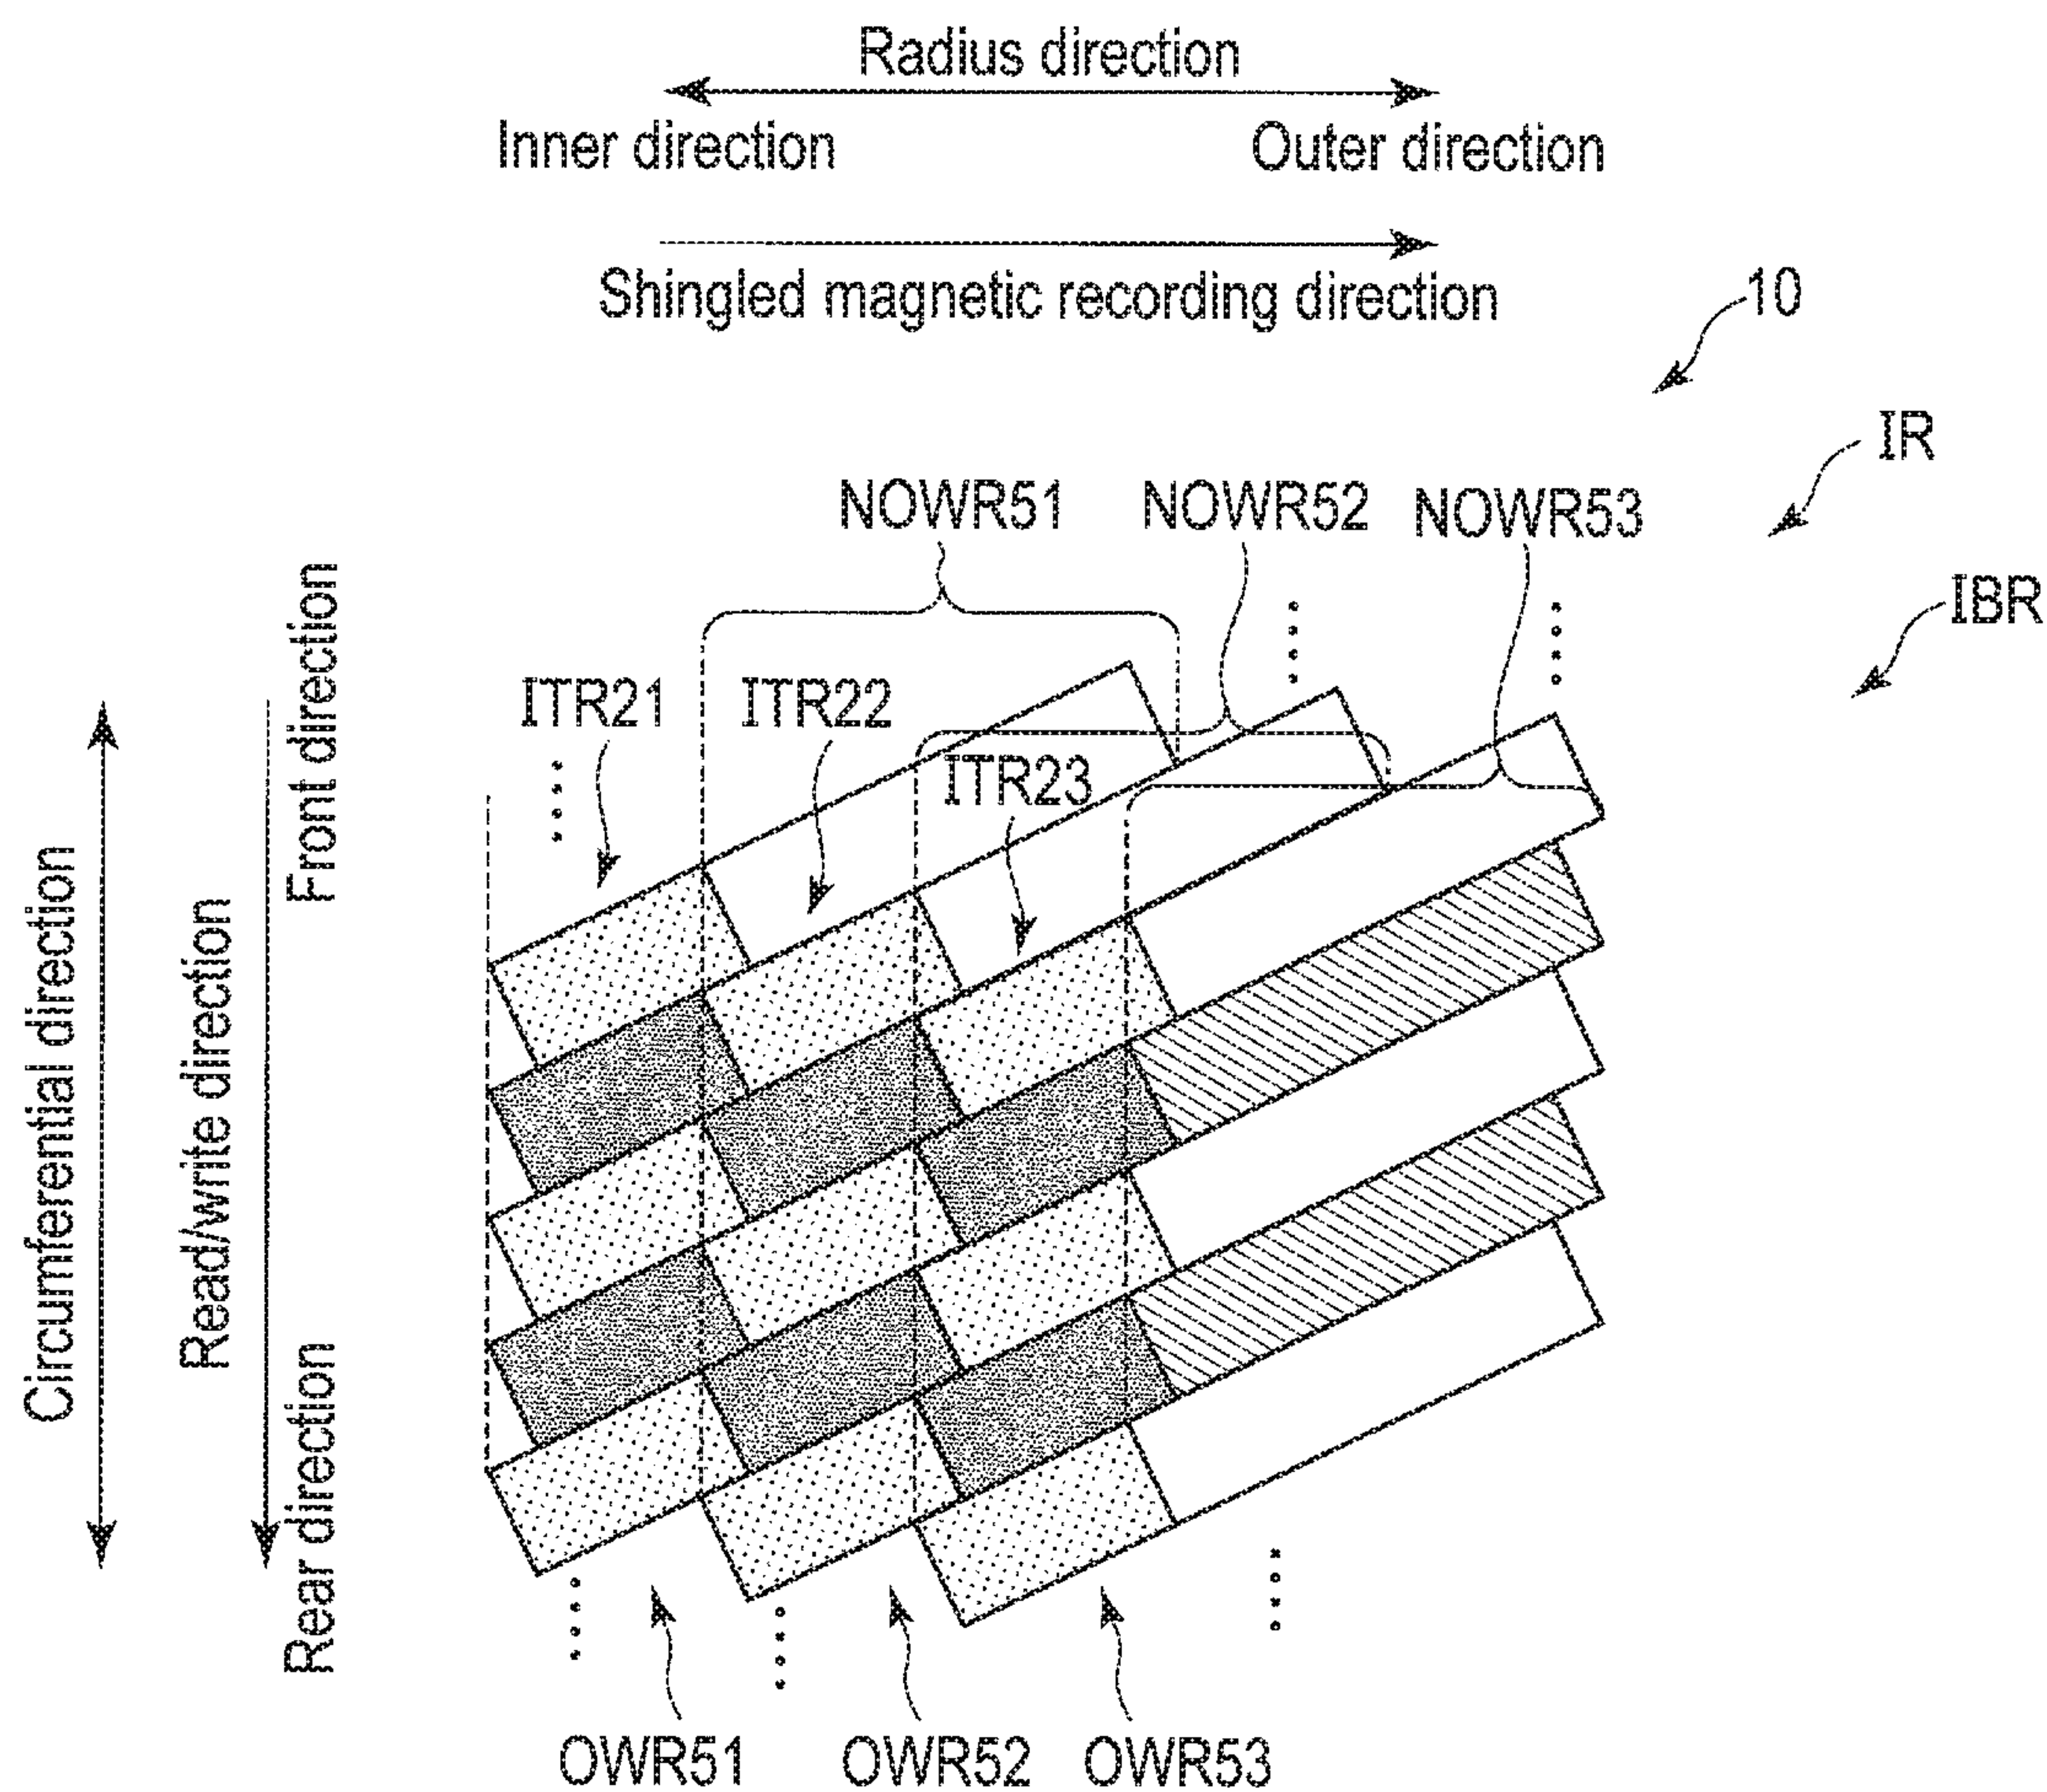 Radius direction
Inner direction
Outer direction
Shingled magnetic recording direction
10
IR
NOWR51
NOWR52
NOWR53
IBR
Front direction
ITR21
ITR22
ITR23
Circumferential direction
Read/write direction
Rear direction
OWR51
OWR52
OWR53